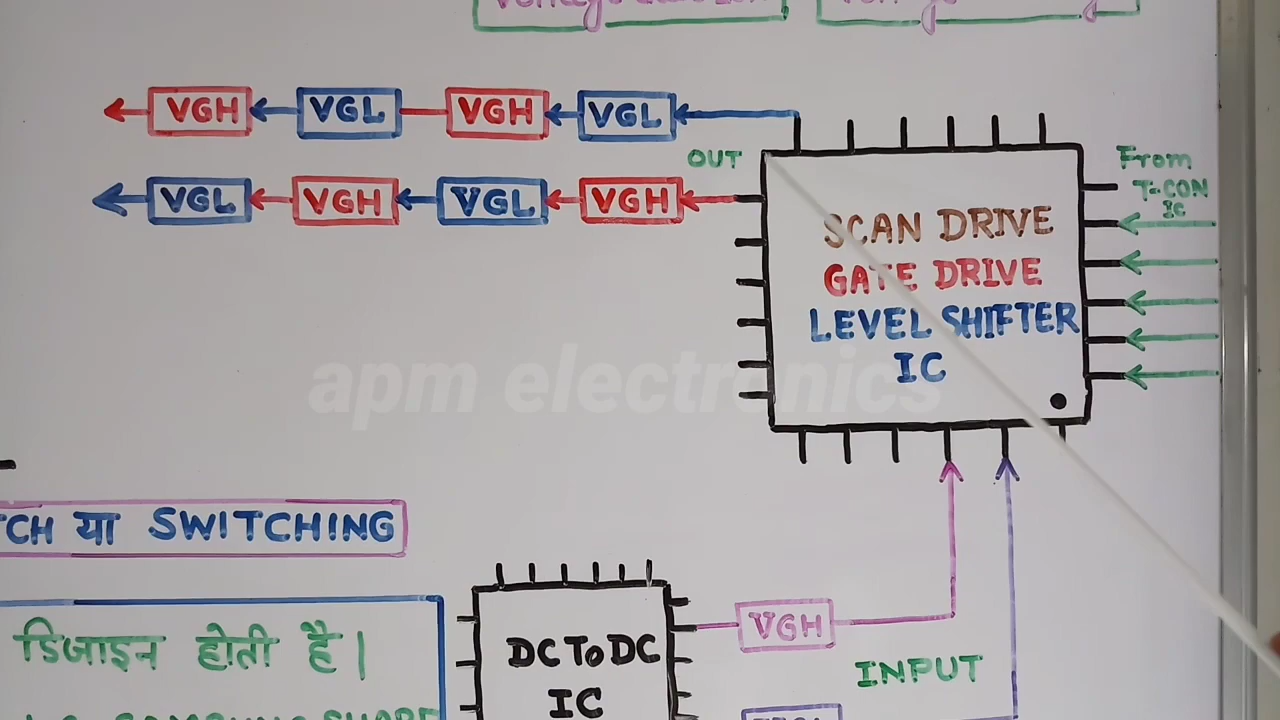 VGH VGL VGH VGL
OUT
From
T-CON
IC
VGL VGH VGL VGH
SCAN DRIVE
GATE DRIVE
LEVEL SHIFTER
IC
apm electronics
या SWITCHING
डिजाइन होती है।
DC To DC
IC
VGH
INPUT